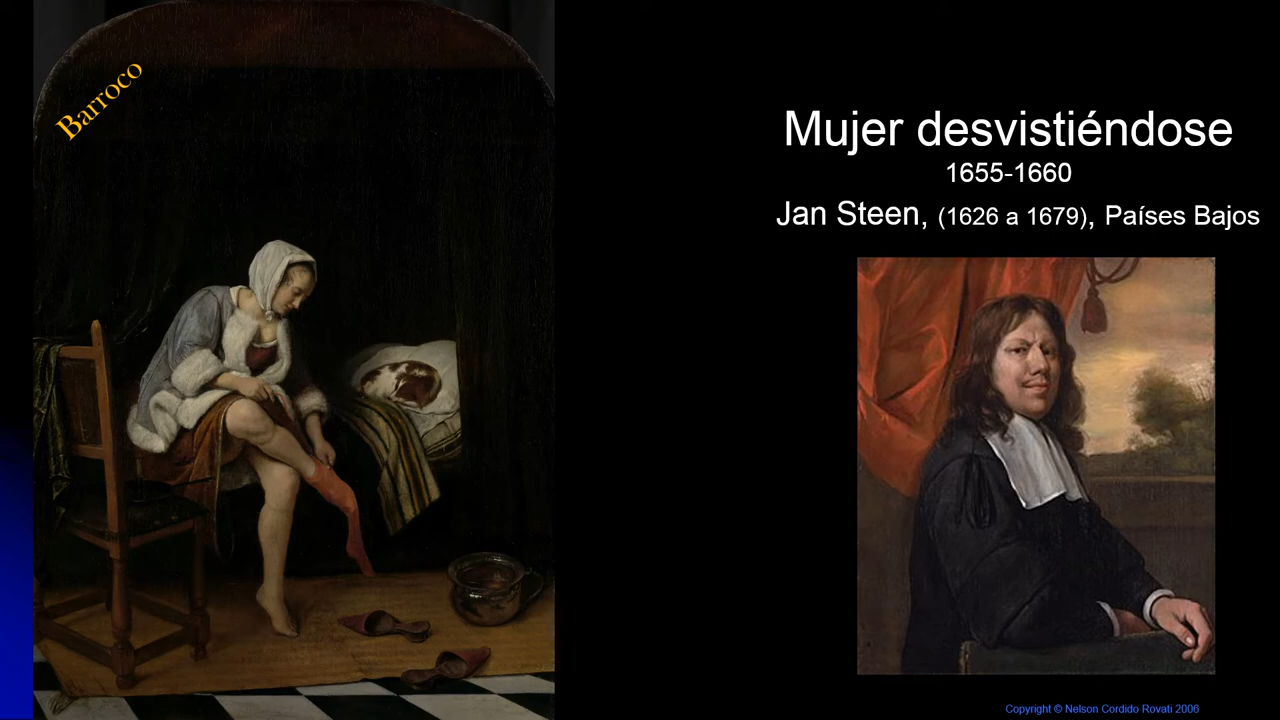 Barroco
Mujer desvistiéndose
1655-1660
Jan Steen, (1626 a 1679), Países Bajos
Copyright © Nelson Cordido Rovati 2006